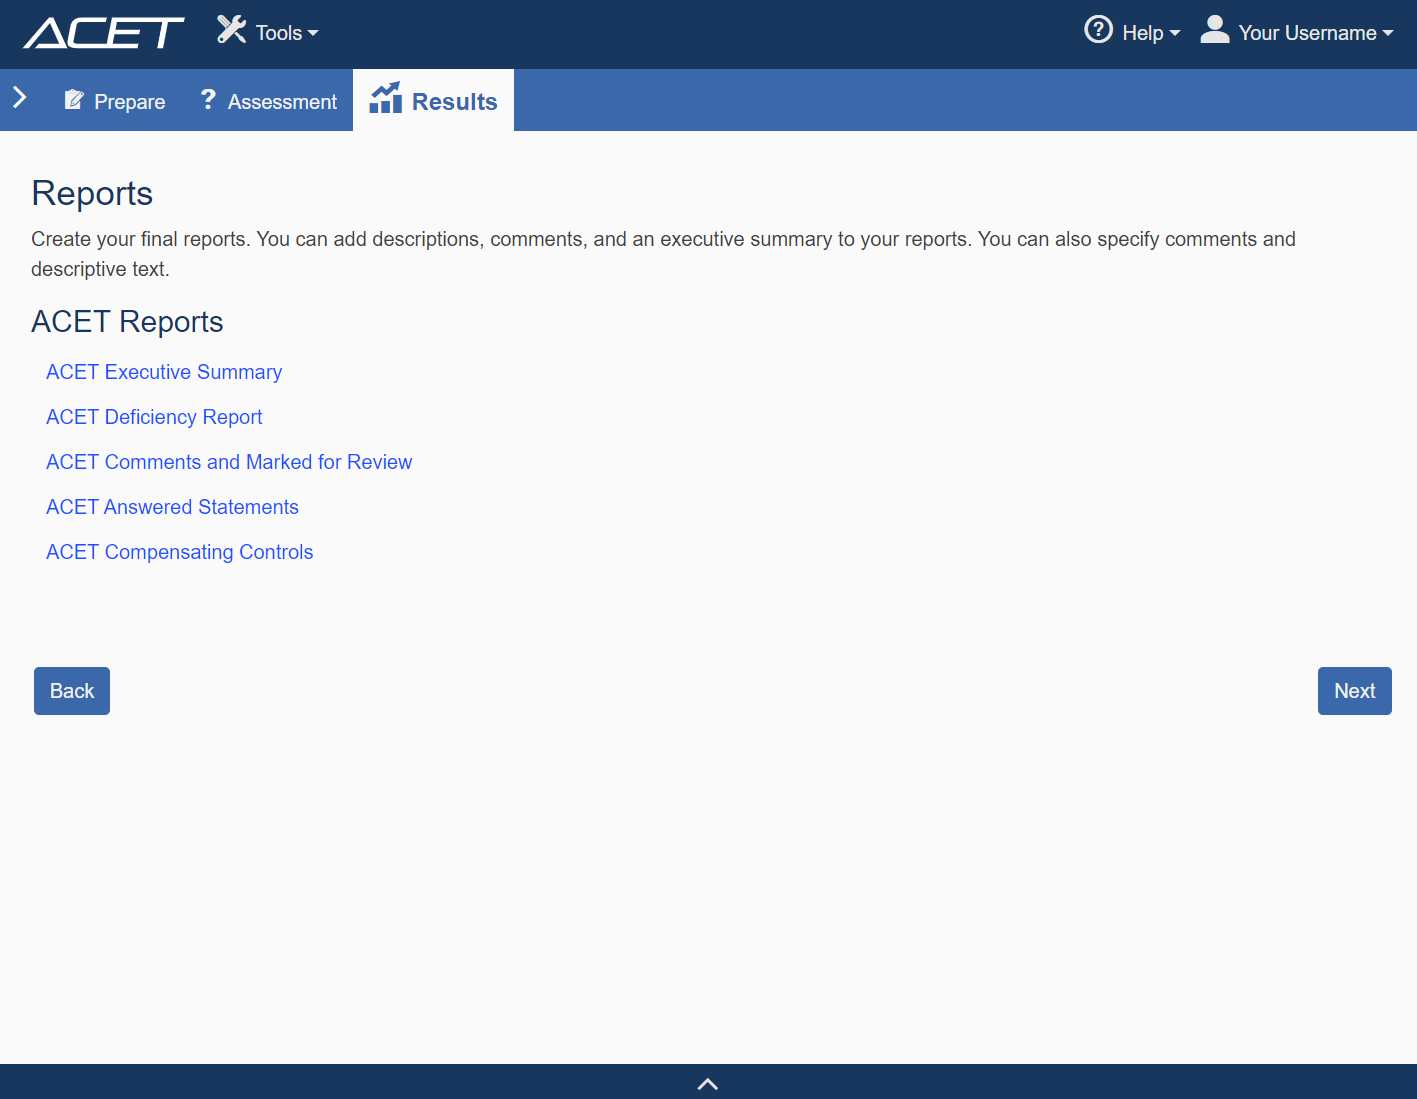 ACET Tools Help Your Username
Prepare ? Assessment Results
Reports
Create your final reports. You can add descriptions, comments, and an executive summary to your reports. You can also specify comments and
descriptive text.
ACET Reports
ACET Executive Summary
ACET Deficiency Report
ACET Comments and Marked for Review
ACET Answered Statements
ACET Compensating Controls
Back Next